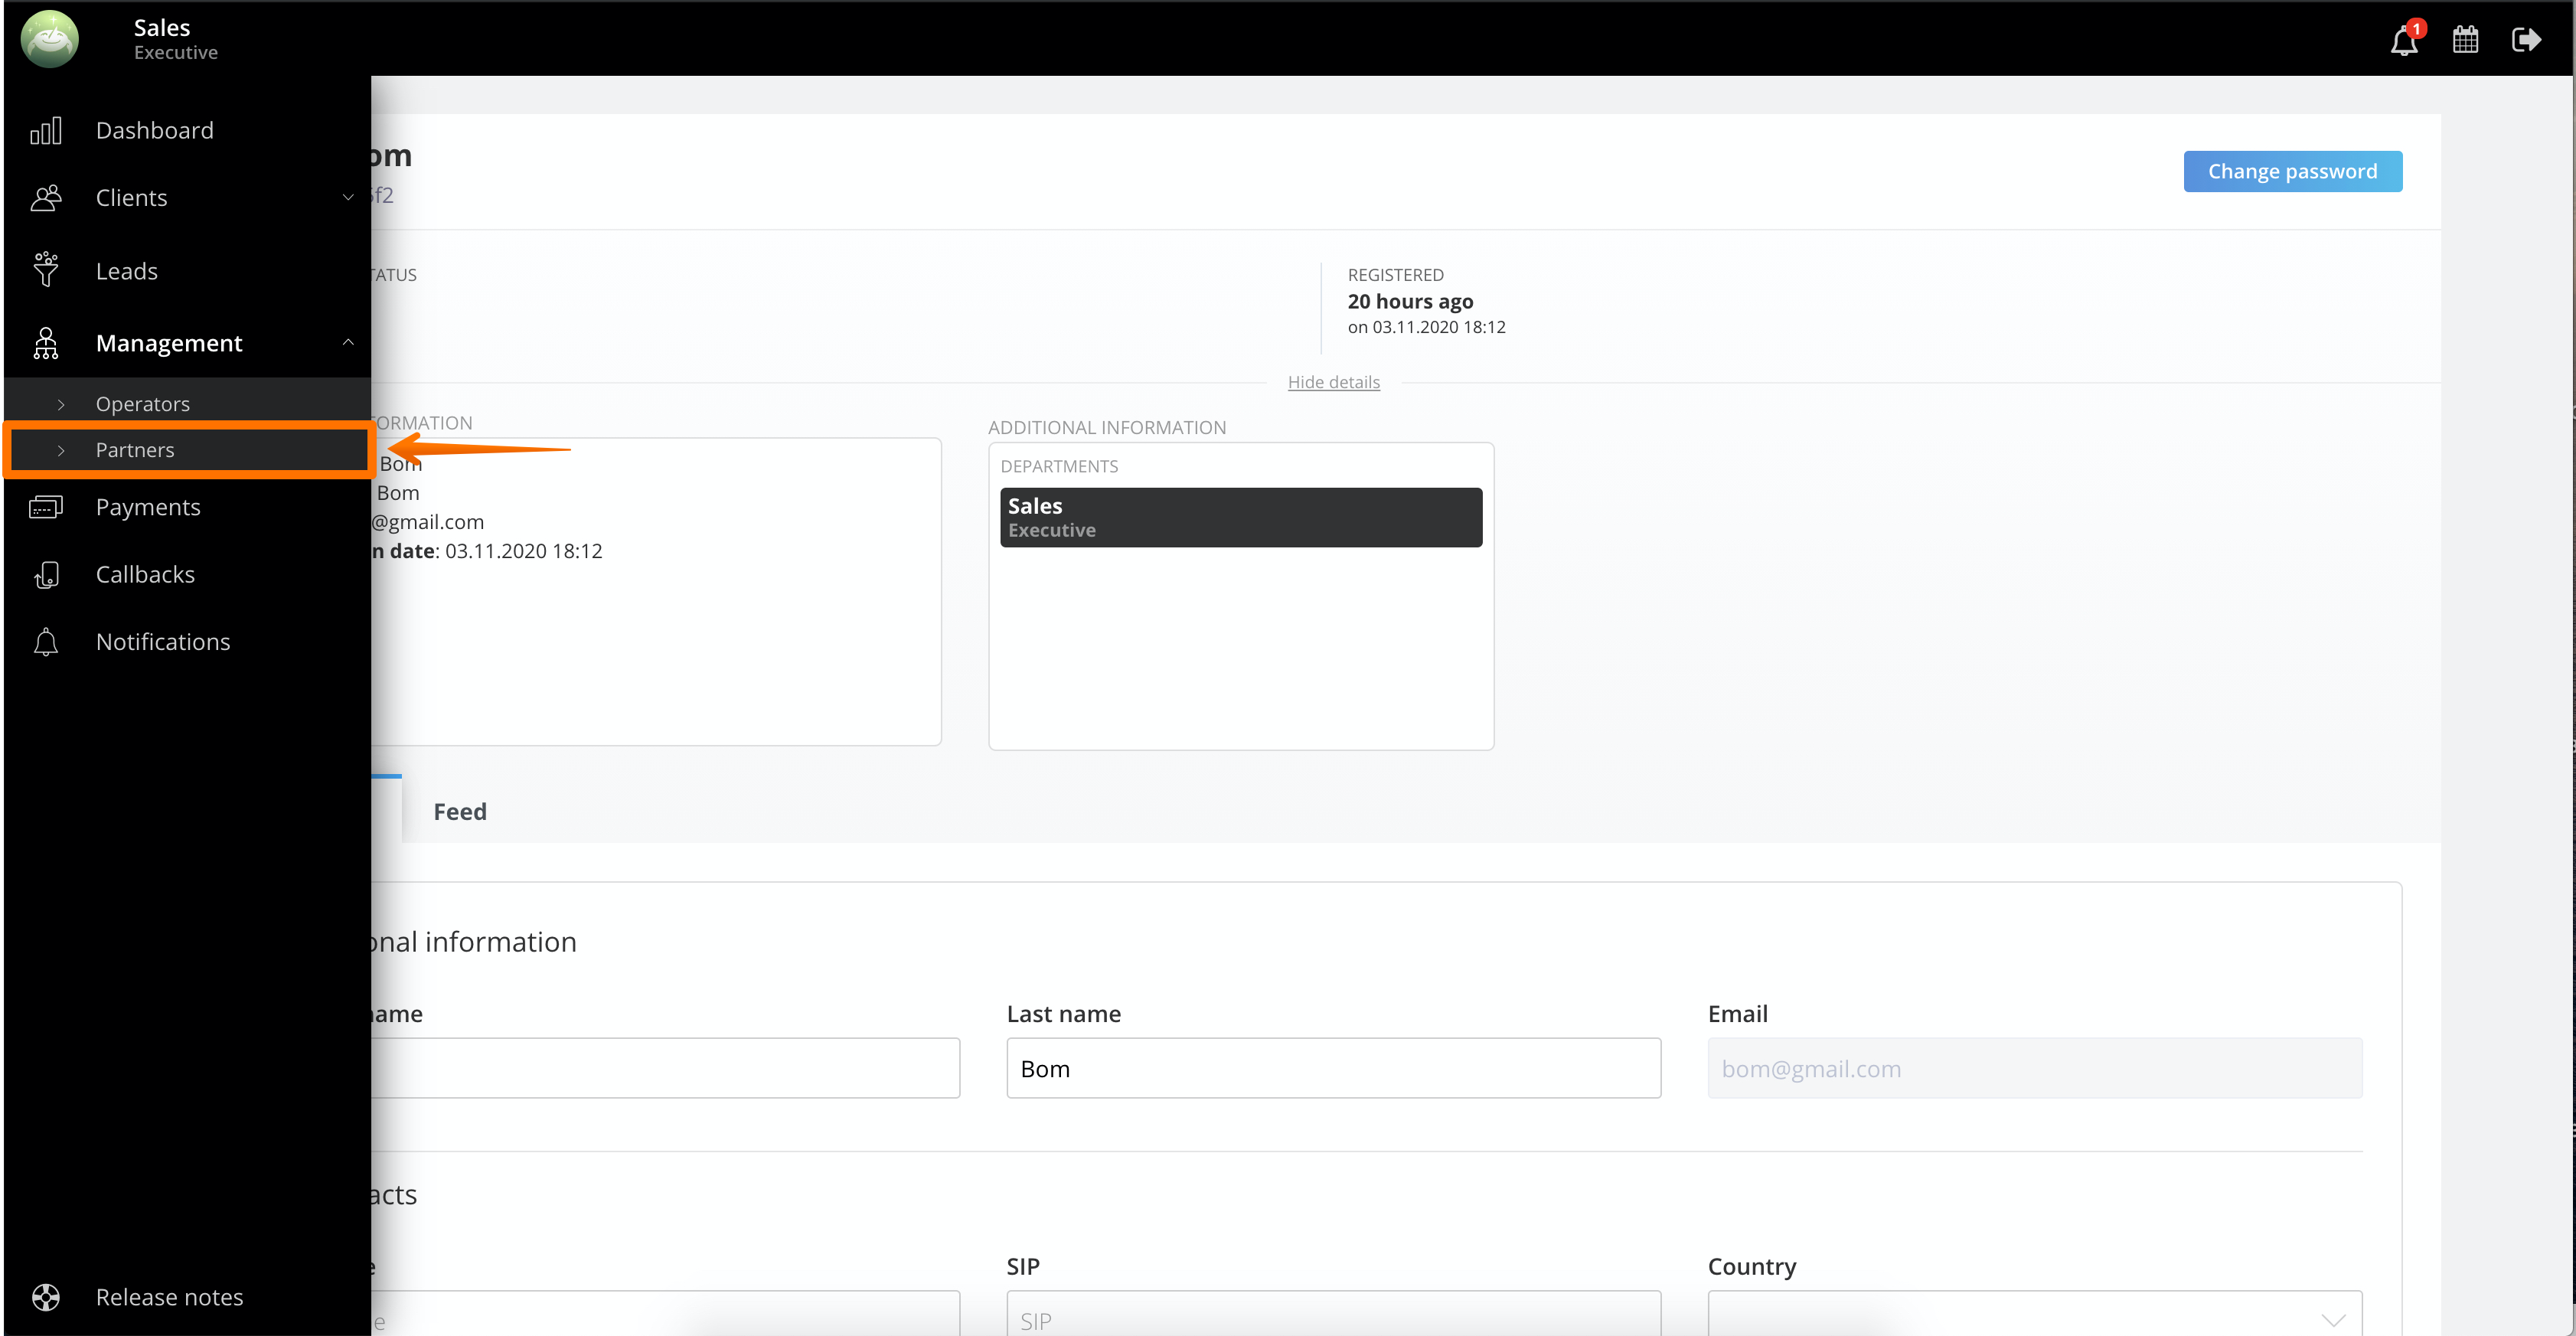 Sales
Executive
1
Dashboard
Clients
Leads
Management
Operators
Partners
Payments
Callbacks
Notifications
Release notes
om
f2
Change password
TATUS
REGISTERED
20 hours ago
on 03.11.2020 18:12
Hide details
ORMATION
Bom
Bom
@gmail.com
n date: 03.11.2020 18:12
ADDITIONAL INFORMATION
DEPARTMENTS
Sales
Executive
Feed
onal information
name
Last name
Email
Bom
bom@gmail.com
acts
e
SIP
Country
e
SIP